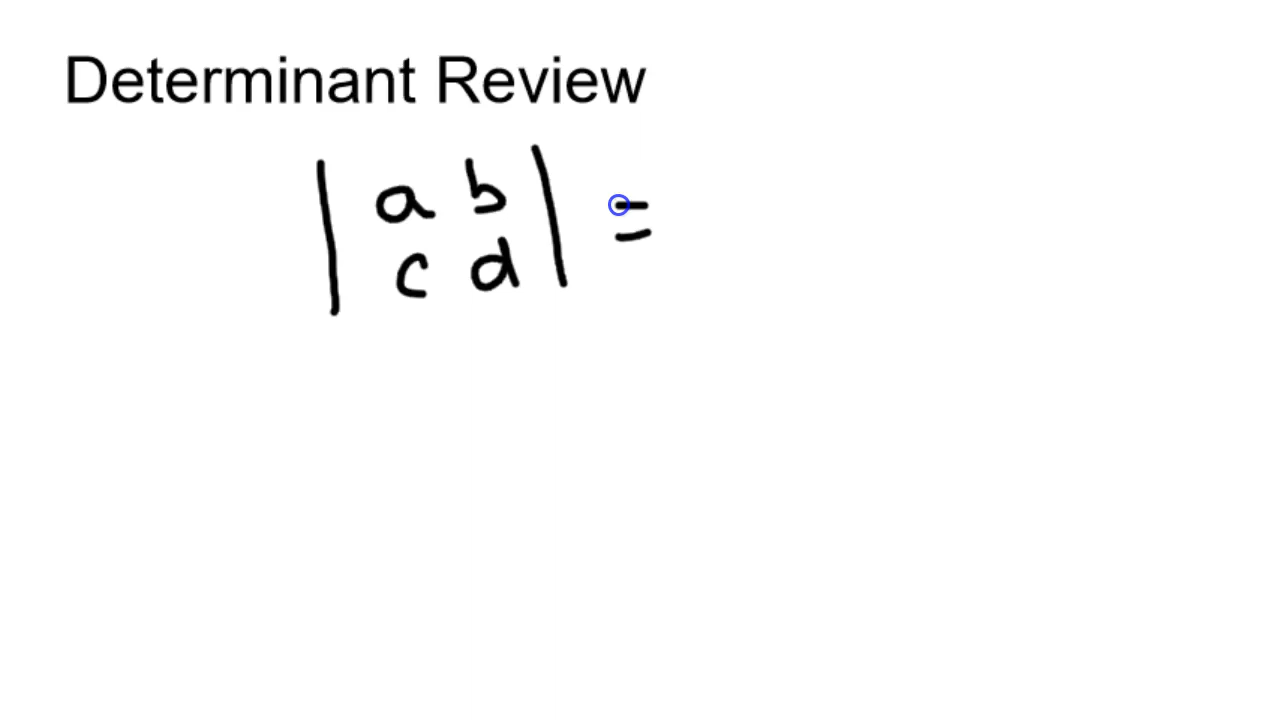 Determinant Review
| a b | =
| c d |